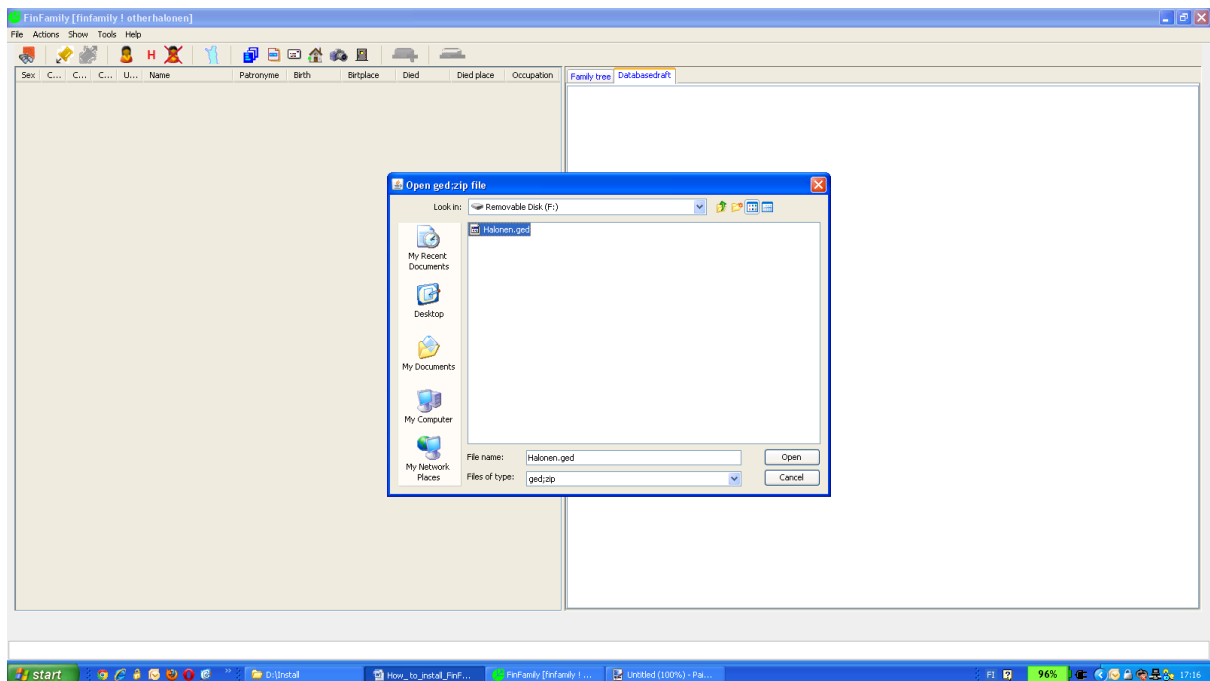 FinFamily [finfamily ! otherhalonen]
File Actions Show Tools Help
Sex C... C... C... U... Name Patronyme Birth Birtplace Died Died place Occupation
Family tree Databasedraft
Open ged;zip file
Look in: Removable Disk (F:)
Halonen.ged
My Recent
Documents
Desktop
My Documents
My Computer
My Network
Places
File name: Halonen.ged Open
Files of type: ged;zip Cancel
start D:\Install How_to_instal_FinF... FinFamily [finfamily ! ... Untitled (100%) - Pai... FI 96% 17:16